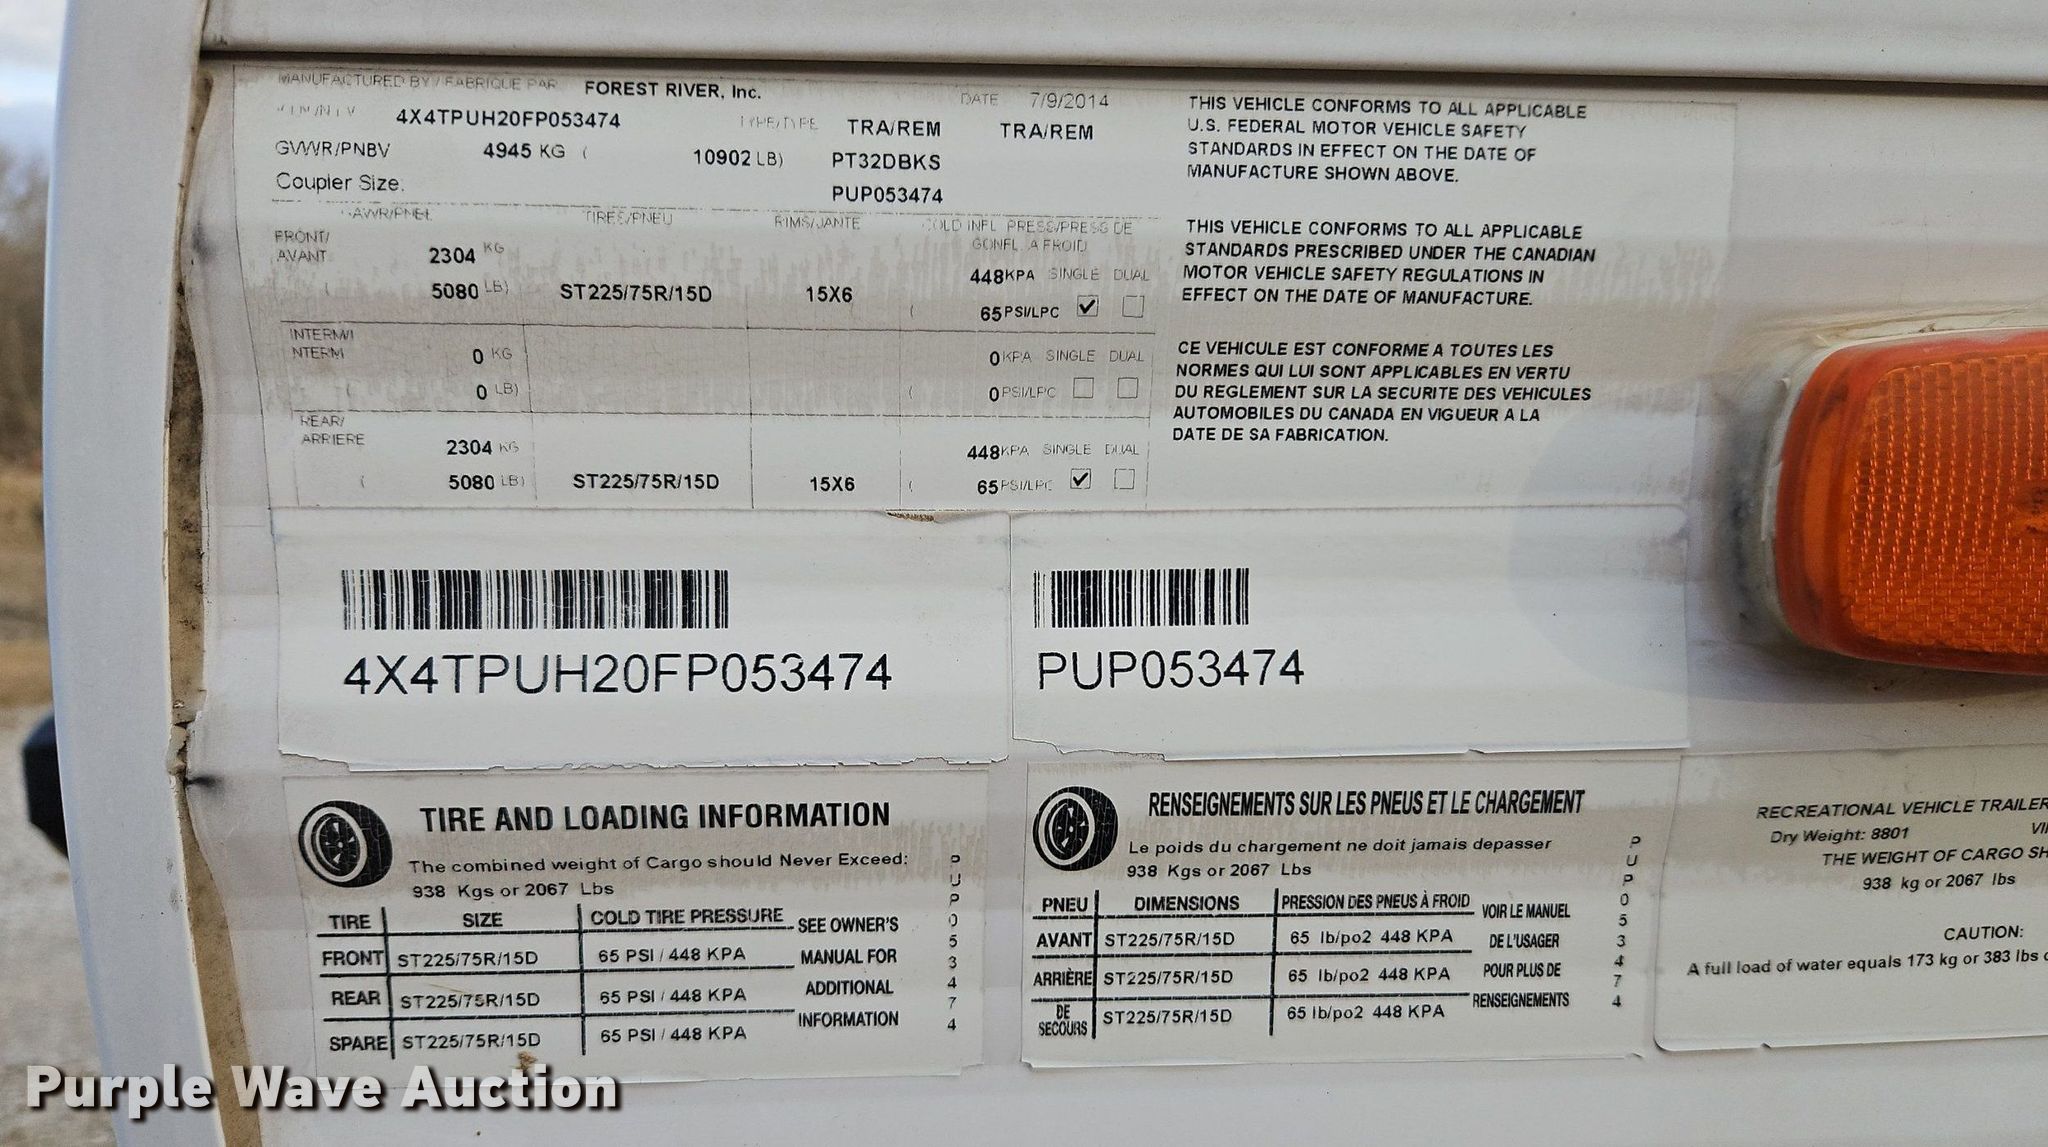 MANUFACTURED BY / FABRIQUE PAR FOREST RIVER, Inc. DATE 7/9/2014
4X4TPUH20FP053474 TYPE/TYPE TRA/REM TRA/REM
GVWR/PNBV 4945 KG ( 10902 LB) PT32DBKS
Coupler Size: PUP053474
GAWR/PNBE TIRES/PNEU RIMS/JANTE COLD INFL PRESS/PRESS DE
GONFL A FROID
FRONT/
AVANT 2304 KG 448 KPA SINGLE DUAL
( 5080 LB) ST225/75R/15D 15X6 ( 65 PSI/LPC
INTERM/I
NTERM 0 KG 0 KPA SINGLE DUAL
( 0 LB) ( 0 PSI/LPC
REAR/
ARRIERE 2304 KG 448 KPA SINGLE DUAL
( 5080 LB) ST225/75R/15D 15X6 ( 65 PSI/LPC
THIS VEHICLE CONFORMS TO ALL APPLICABLE
U.S. FEDERAL MOTOR VEHICLE SAFETY
STANDARDS IN EFFECT ON THE DATE OF
MANUFACTURE SHOWN ABOVE.
THIS VEHICLE CONFORMS TO ALL APPLICABLE
STANDARDS PRESCRIBED UNDER THE CANADIAN
MOTOR VEHICLE SAFETY REGULATIONS IN
EFFECT ON THE DATE OF MANUFACTURE.
CE VEHICULE EST CONFORME A TOUTES LES
NORMES QUI LUI SONT APPLICABLES EN VERTU
DU REGLEMENT SUR LA SECURITE DES VEHICULES
AUTOMOBILES DU CANADA EN VIGUEUR A LA
DATE DE SA FABRICATION.
4X4TPUH20FP053474
PUP053474
TIRE AND LOADING INFORMATION
The combined weight of Cargo should Never Exceed:
938 Kgs or 2067 Lbs
TIRE SIZE COLD TIRE PRESSURE SEE OWNER'S
FRONT ST225/75R/15D 65 PSI / 448 KPA MANUAL FOR
REAR ST225/75R/15D 65 PSI / 448 KPA ADDITIONAL
SPARE ST225/75R/15D 65 PSI / 448 KPA INFORMATION
PUP053474
RENSEIGNEMENTS SUR LES PNEUS ET LE CHARGEMENT
Le poids du chargement ne doit jamais depasser
938 Kgs or 2067 Lbs
PNEU DIMENSIONS PRESSION DES PNEUS À FROID VOIR LE MANUEL
AVANT ST225/75R/15D 65 lb/po2 448 KPA DE L'USAGER
ARRIÈRE ST225/75R/15D 65 lb/po2 448 KPA POUR PLUS DE
DE SECOURS ST225/75R/15D 65 lb/po2 448 KPA RENSEIGNEMENTS
PUP053474
RECREATIONAL VEHICLE TRAILER
Dry Weight: 8801 VI
THE WEIGHT OF CARGO SH
938 kg or 2067 lbs
CAUTION:
A full load of water equals 173 kg or 383 lbs
Purple Wave Auction